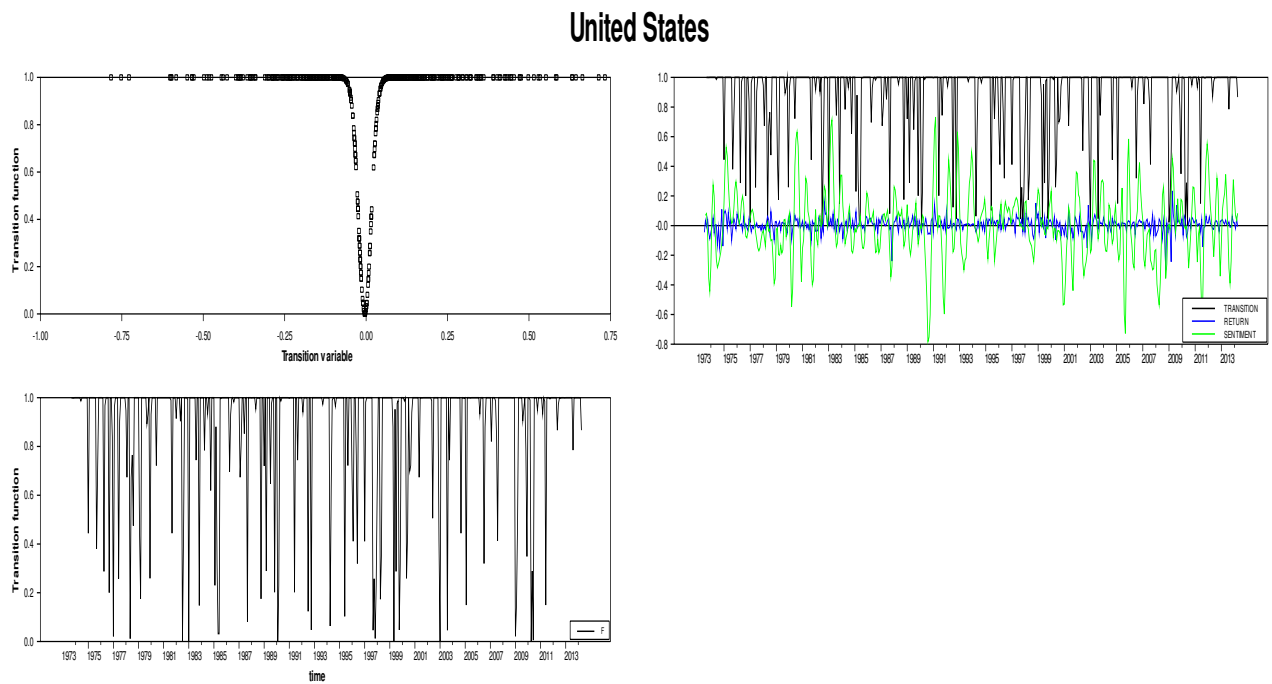 United States
1.0
0.8
0.6
0.4
0.2
0.0
Transition function
-1.00 -0.75 -0.50 -0.25 0.00 0.25 0.50 0.75
Transition variable
1.0
0.8
0.6
0.4
0.2
-0.0
-0.2
-0.4
-0.6
-0.8
TRANSITION
RETURN
SENTIMENT
1973 1975 1977 1979 1981 1983 1985 1987 1989 1991 1993 1995 1997 1999 2001 2003 2005 2007 2009 2011 2013
1.0
0.8
0.6
0.4
0.2
0.0
Transition function
F
1973 1975 1977 1979 1981 1983 1985 1987 1989 1991 1993 1995 1997 1999 2001 2003 2005 2007 2009 2011 2013
time